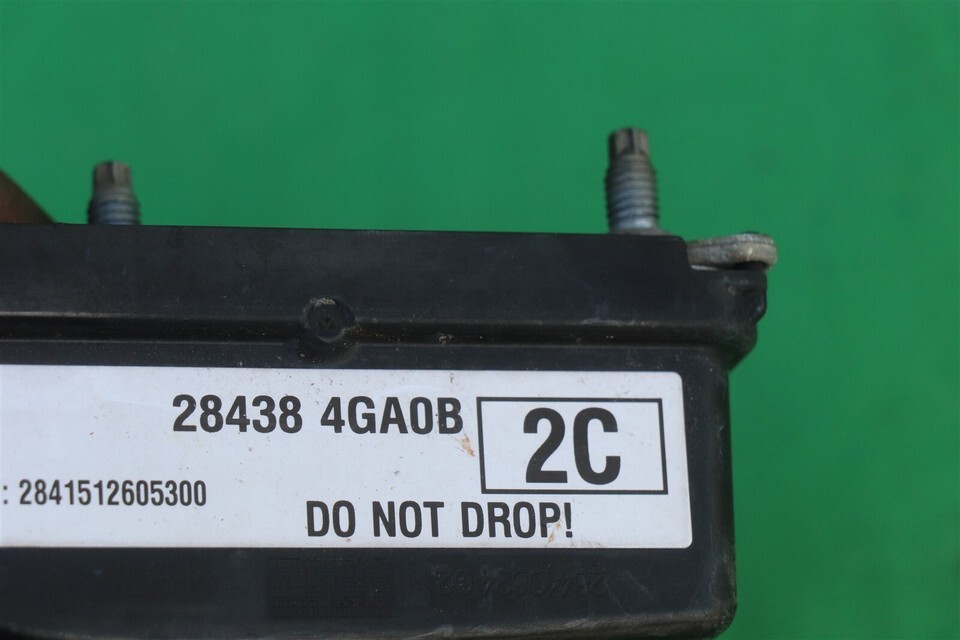 28438 4GA0B
2C
: 2841512605300
DO NOT DROP!